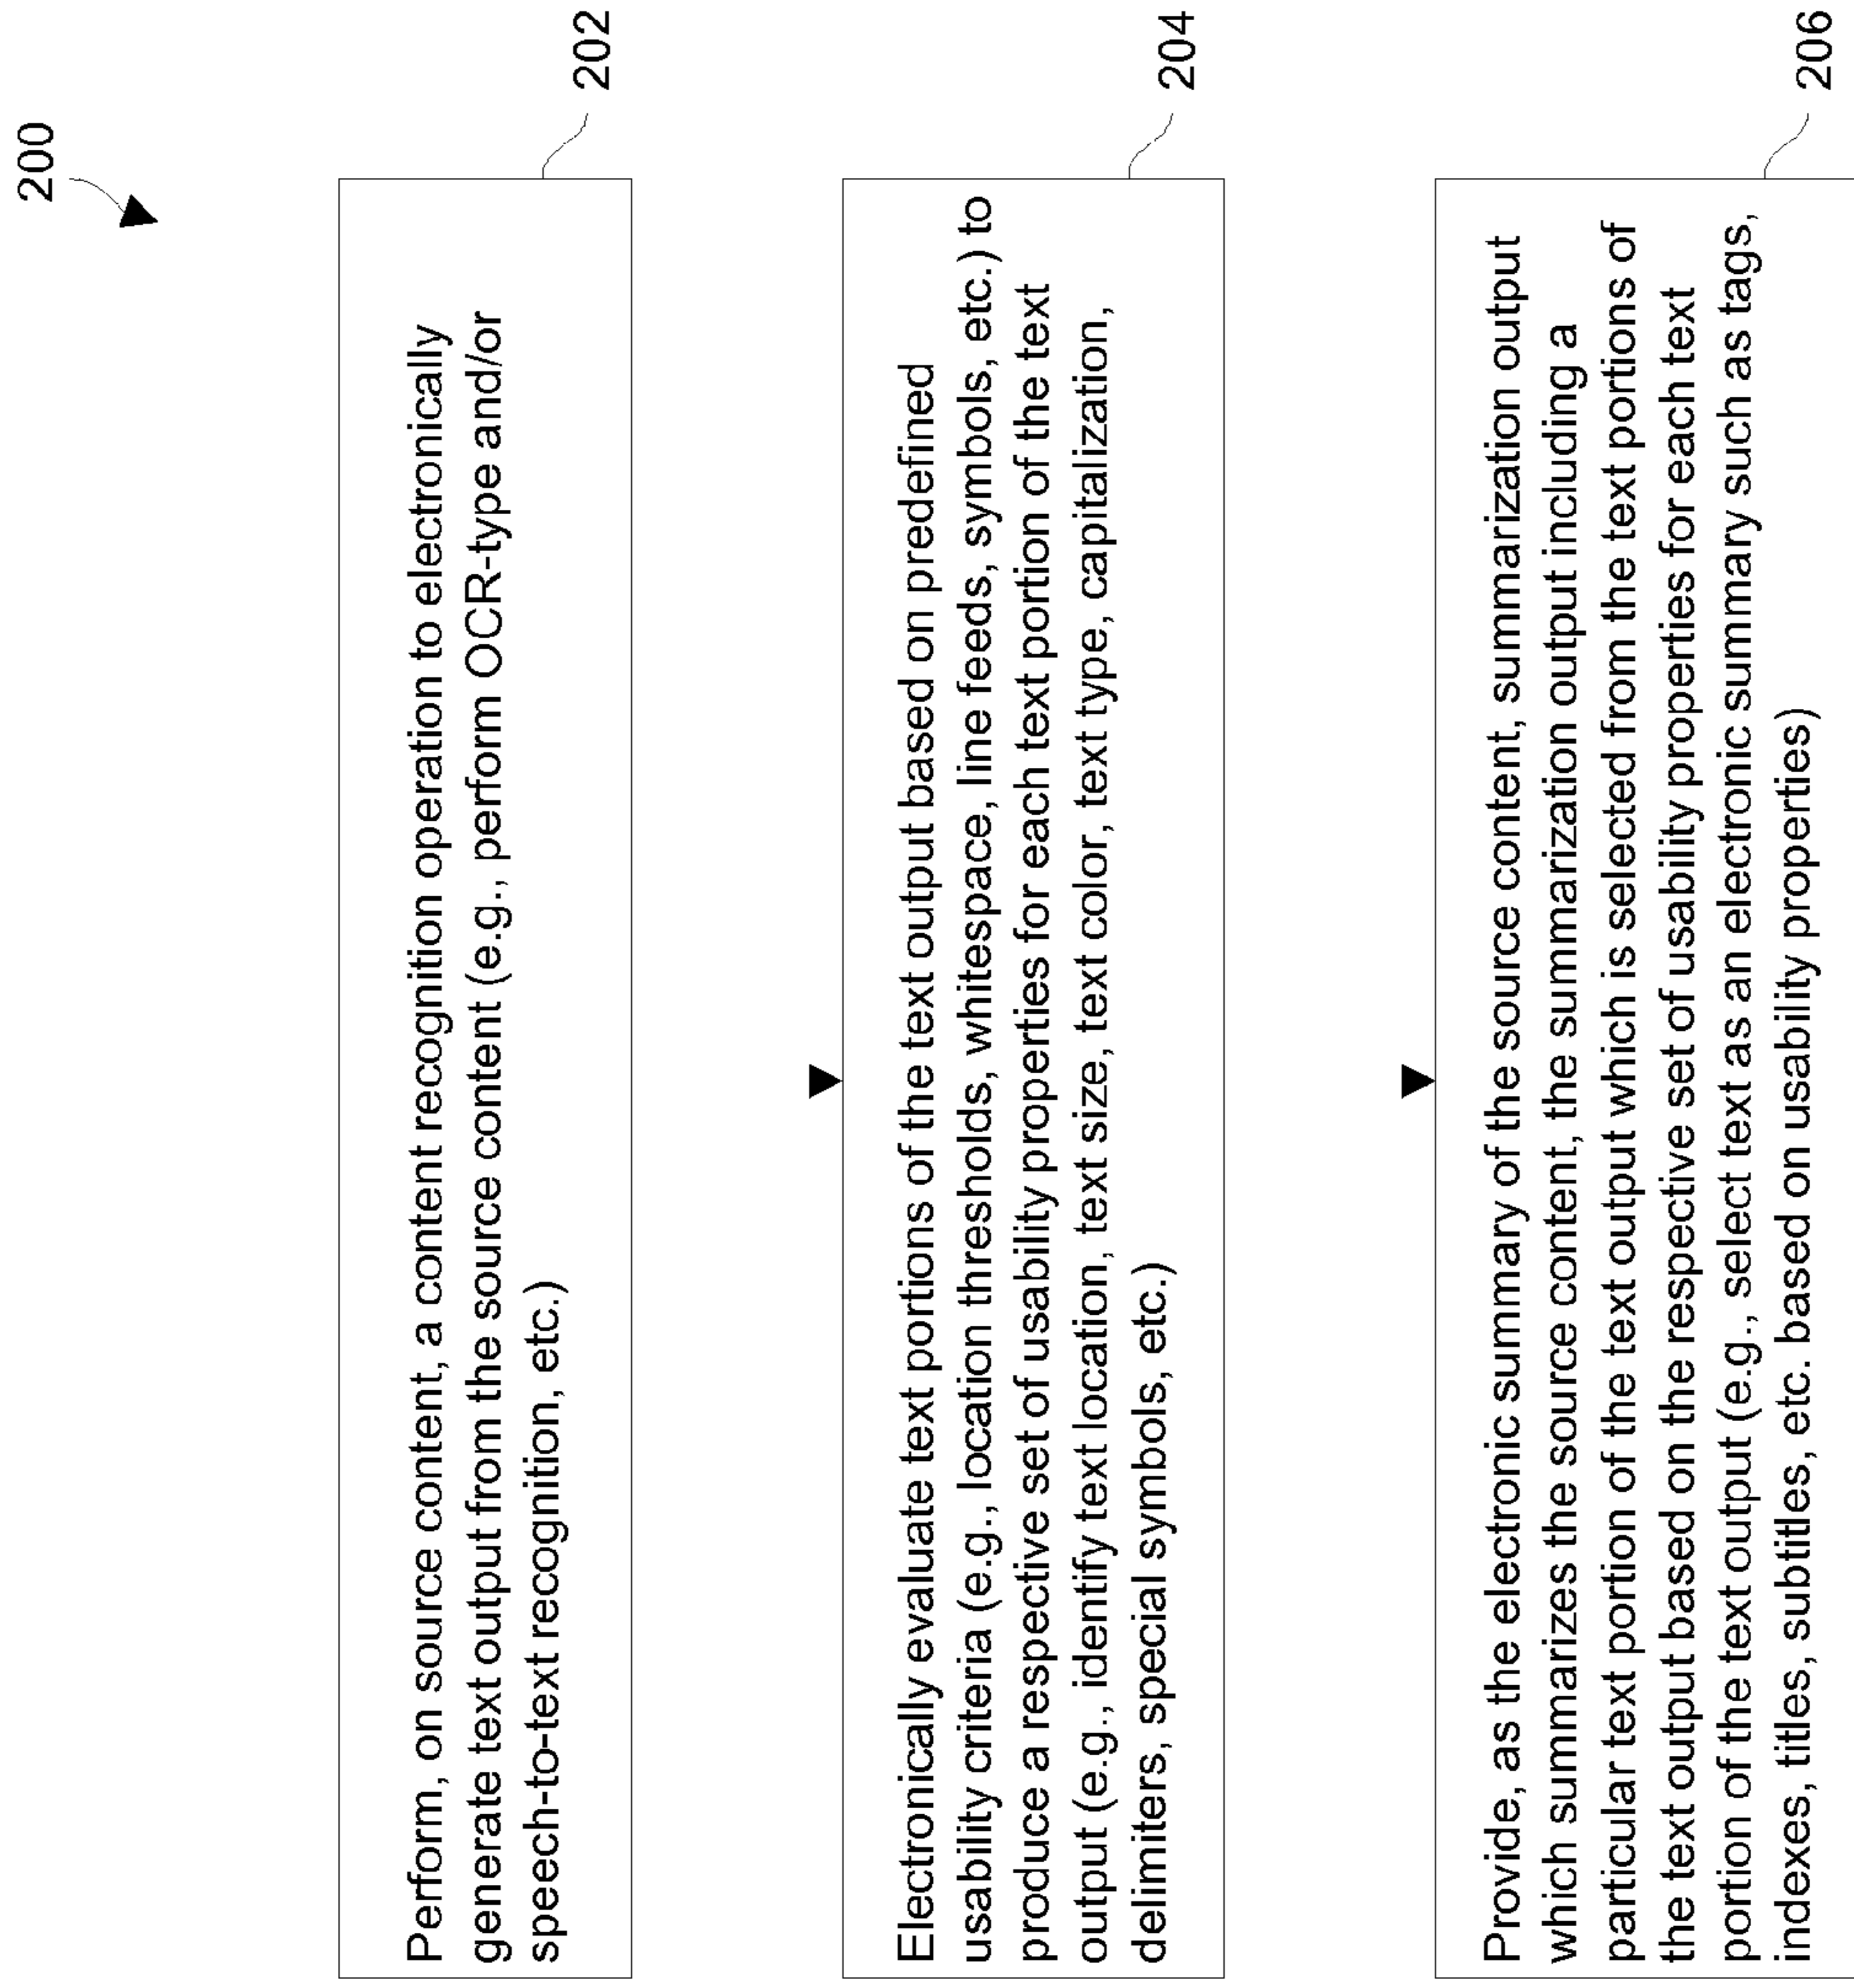 200
Perform, on source content, a content recognition operation to electronically
generate text output from the source content (e.g., perform OCR-type and/or
speech-to-text recognition, etc.)
202
Electronically evaluate text portions of the text output based on predefined
usability criteria (e.g., location thresholds, whitespace, line feeds, symbols, etc.) to
produce a respective set of usability properties for each text portion of the text
output (e.g., identify text location, text size, text color, text type, capitalization,
delimiters, special symbols, etc.)
204
Provide, as the electronic summary of the source content, summarization output
which summarizes the source content, the summarization output including a
particular text portion of the text output which is selected from the text portions of
the text output based on the respective set of usability properties for each text
portion of the text output (e.g., select text as an electronic summary such as tags,
indexes, titles, subtitles, etc. based on usability properties)
206